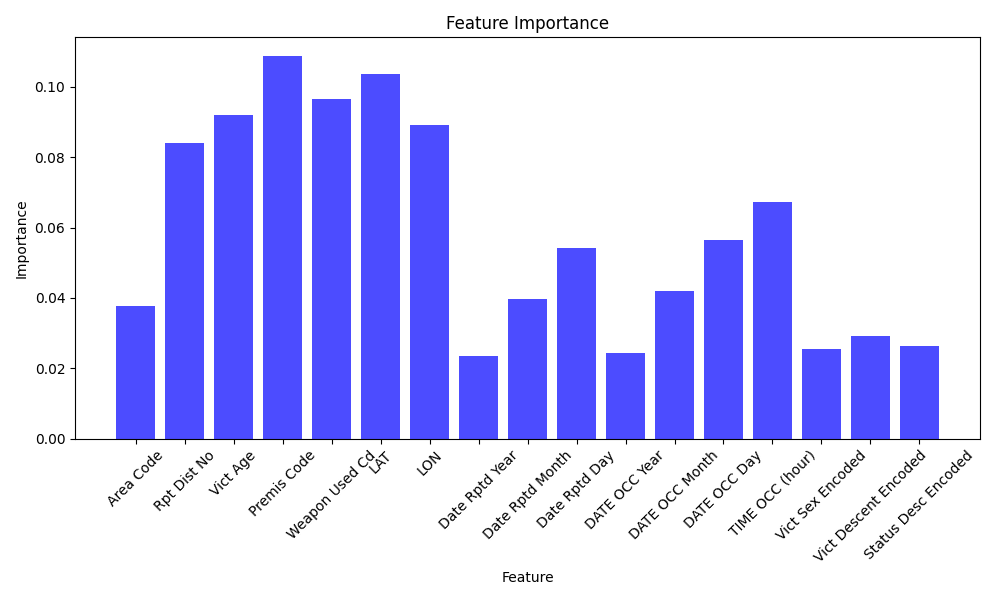 Feature Importance
Importance
0.10
0.08
0.06
0.04
0.02
0.00
Area Code
Rpt Dist No
Vict Age
Premis Code
Weapon Used Cd
LAT
LON
Date Rptd Year
Date Rptd Month
Date Rptd Day
DATE OCC Year
DATE OCC Month
DATE OCC Day
TIME OCC (hour)
Vict Sex Encoded
Vict Descent Encoded
Status Desc Encoded
Feature